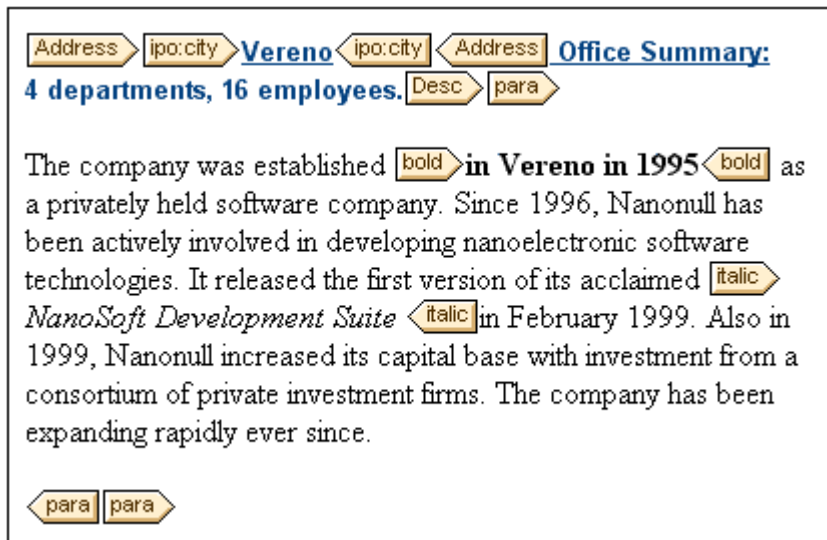 Address ipo:city Vereno ipo:city Address Office Summary:
4 departments, 16 employees. Desc para
The company was established bold in Vereno in 1995 bold as
a privately held software company. Since 1996, Nanonull has
been actively involved in developing nanoelectronic software
technologies. It released the first version of its acclaimed italic
NanoSoft Development Suite italic in February 1999. Also in
1999, Nanonull increased its capital base with investment from a
consortium of private investment firms. The company has been
expanding rapidly ever since.
para para